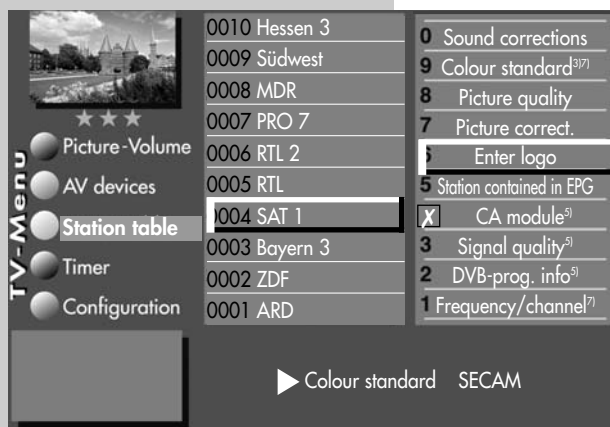 TV-Menu
Picture-Volume
AV devices
Station table
Timer
Configuration
0010 Hessen 3
0009 Südwest
0008 MDR
0007 PRO 7
0006 RTL 2
0005 RTL
0004 SAT 1
0003 Bayern 3
0002 ZDF
0001 ARD
0 Sound corrections
9 Colour standard3)7)
8 Picture quality
7 Picture correct.
6 Enter logo
5 Station contained in EPG
X CA module5)
3 Signal quality5)
2 DVB-prog. info5)
1 Frequency/channel7)
Colour standard SECAM